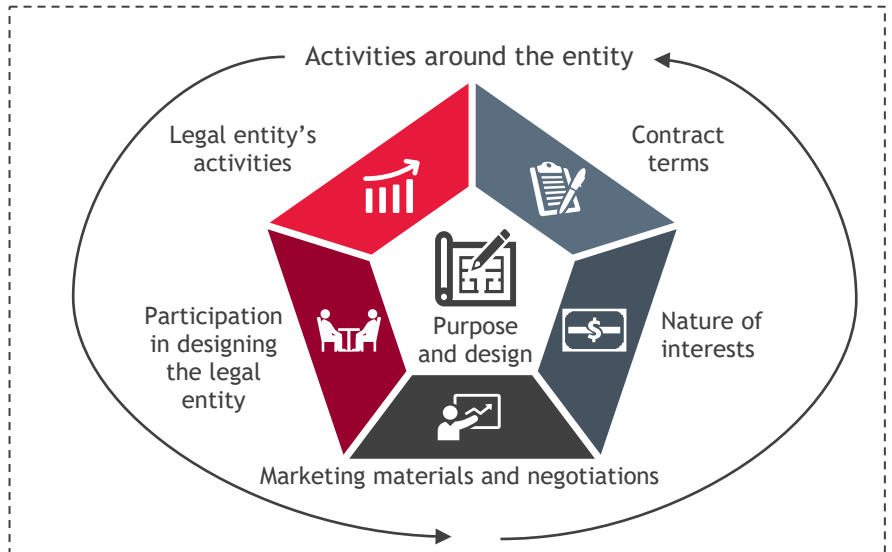 Activities around the entity
Legal entity’s
activities
Contract
terms
Purpose
and design
Participation
in designing
the legal
entity
$
Nature of
interests
Marketing materials and negotiations